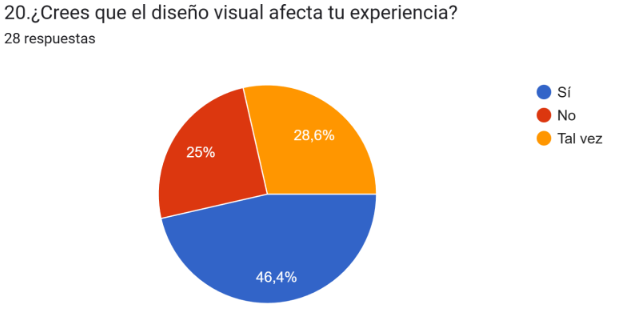 20.¿Crees que el diseño visual afecta tu experiencia?
28 respuestas
Sí
No
Tal vez
28,6%
25%
46,4%